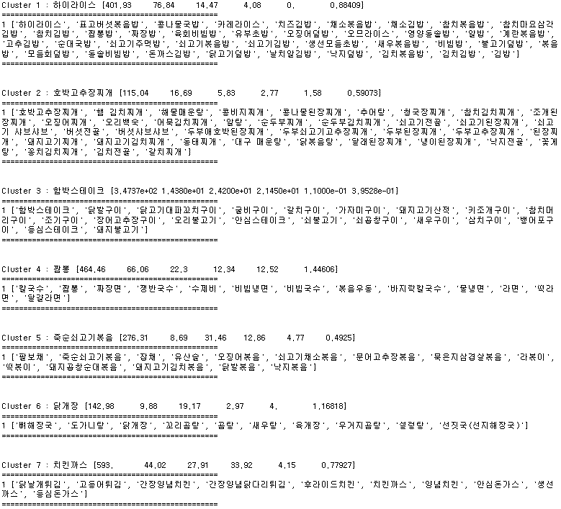 Cluster 1 : 하이라이스 [401,93 76,84 14,47 4,08 0, 0,88409]
============================================
1 ['하이라이스', '표고버섯볶음밥', '콩나물국밥', '카레라이스', '치즈김밥', '채소볶음밥', '채소김밥', '참치볶음밥', '참치마요삼각
김밥', '참치김밥', '짬뽕밥', '짜장밥', '육회비빔밥', '유부초밥', '오징어덮밥', '오므라이스', '영양돌솥밥', '알밥', '계란볶음밥',
'고추김밥', '순대국밥', '쇠고기주먹밥', '쇠고기볶음밥', '쇠고기김밥', '생선모듬초밥', '새우볶음밥', '비빔밥', '불고기덮밥', '볶음
밥', '모듬회덮밥', '돌솥비빔밥', '돈까스김밥', '닭고기덮밥', '날치알김밥', '낙지덮밥', '김치볶음밥', '김치김밥', '김밥']
============================================
Cluster 2 : 호박고추장찌개 [115,04 16,69 5,83 2,77 1,58 0,59073]
============================================
1 ['호박고추장찌개', '햄 김치찌개', '해물매운탕', '콩비지찌개', '콩나물된장찌개', '추어탕', '청국장찌개', '참치김치찌개', '조개된
장찌개', '오징어찌개', '오리백숙', '어묵김치찌개', '알탕', '순두부찌개', '순두부김치찌개', '쇠고기전골', '쇠고기된장찌개', '쇠고
기 샤브샤브', '버섯전골', '버섯샤브샤브', '두부애호박된장찌개', '두부쇠고기고추장찌개', '두부된장찌개', '두부고추장찌개', '된장찌
개', '돼지고기찌개', '돼지고기김치찌개', '동태찌개', '대구 매운탕', '닭볶음탕', '달래된장찌개', '냉이된장찌개', '낙지전골', '꽃게
탕', '꽁치김치찌개', '김치전골', '갈치찌개']
============================================
Cluster 3 : 함박스테이크 [3,4737e+02 1,4380e+01 2,4200e+01 2,1450e+01 1,1000e-01 3,9528e-01]
============================================
1 ['함박스테이크', '닭발구이', '닭고기대파꼬치구이', '굴비구이', '갈치구이', '가자미구이', '돼지고기산적', '키조개구이', '참치머
리구이', '조기구이', '장어고추장구이', '오리불고기', '안심스테이크', '쇠불고기', '쇠곱창구이', '새우구이', '삼치구이', '뱅어포구
이', '등심스테이크', '돼지불고기']
============================================
Cluster 4 : 짬뽕 [464,46 66,06 22,3 12,34 12,52 1,44606]
============================================
1 ['칼국수', '짬뽕', '짜장면', '쟁반국수', '수제비', '비빔냉면', '비빔국수', '볶음우동', '바지락칼국수', '물냉면', '라면', '떡라
면', '달걀라면']
============================================
Cluster 5 : 죽순쇠고기볶음 [276,31 8,69 31,46 12,86 4,77 0,4925]
============================================
1 ['팔보채', '죽순쇠고기볶음', '잡채', '유산슬', '오징어볶음', '쇠고기채소볶음', '문어고추장볶음', '묵은지삼겹살볶음', '라볶이',
'떡볶이', '돼지곱창순대볶음', '돼지고기김치볶음', '닭발볶음', '낙지볶음']
============================================
Cluster 6 : 닭개장 [142,98 9,88 19,17 2,97 4, 1,16818]
============================================
1 ['뼈해장국', '도가니탕', '닭개장', '꼬리곰탕', '곰탕', '새우탕', '육개장', '우거지곰탕', '설렁탕', '선짓국(선지해장국)']
============================================
Cluster 7 : 치킨까스 [593, 44,02 27,91 33,92 4,15 0,77927]
============================================
1 ['닭날개튀김', '고등어튀김', '간장양념치킨', '간장양념닭다리튀김', '후라이드치킨', '치킨까스', '양념치킨', '안심돈가스', '생선
까스', '등심돈가스']
============================================